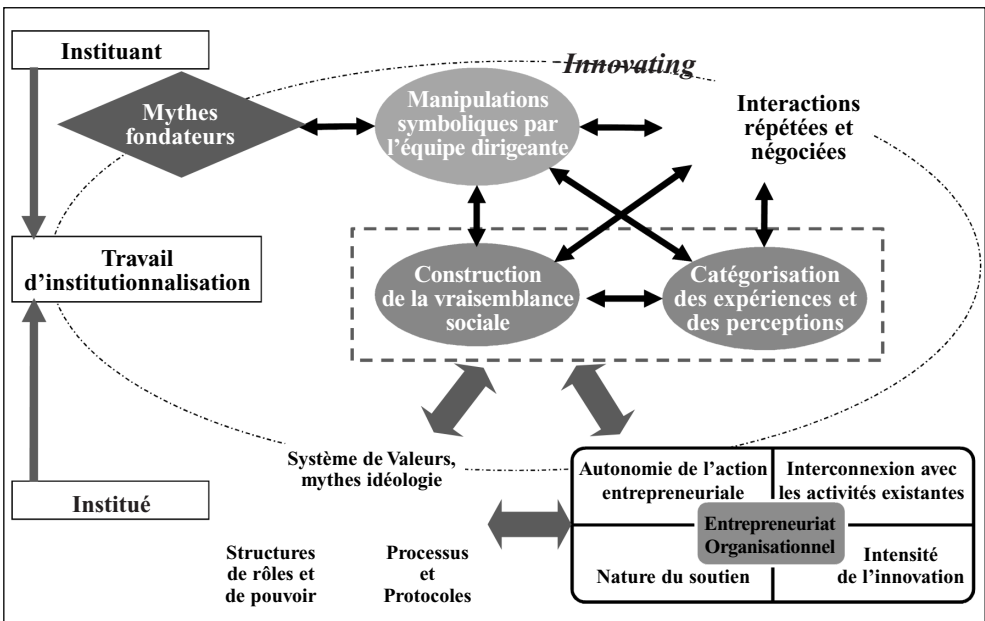 Instituant
Innovating
Mythes
fondateurs
Manipulations
symboliques par
l'équipe dirigeante
Interactions
répétées et
négociées
Travail
d'institutionnalisation
Construction
de la vraisemblance
sociale
Catégorisation
des expériences et
des perceptions
Système de Valeurs,
mythes idéologie
Institué
Autonomie de l'action
entrepreneuriale
Interconnexion avec
les activités existantes
Entrepreneuriat
Organisationnel
Nature du soutien
Intensité
de l'innovation
Structures
de rôles et
de pouvoir
Processus
et
Protocoles